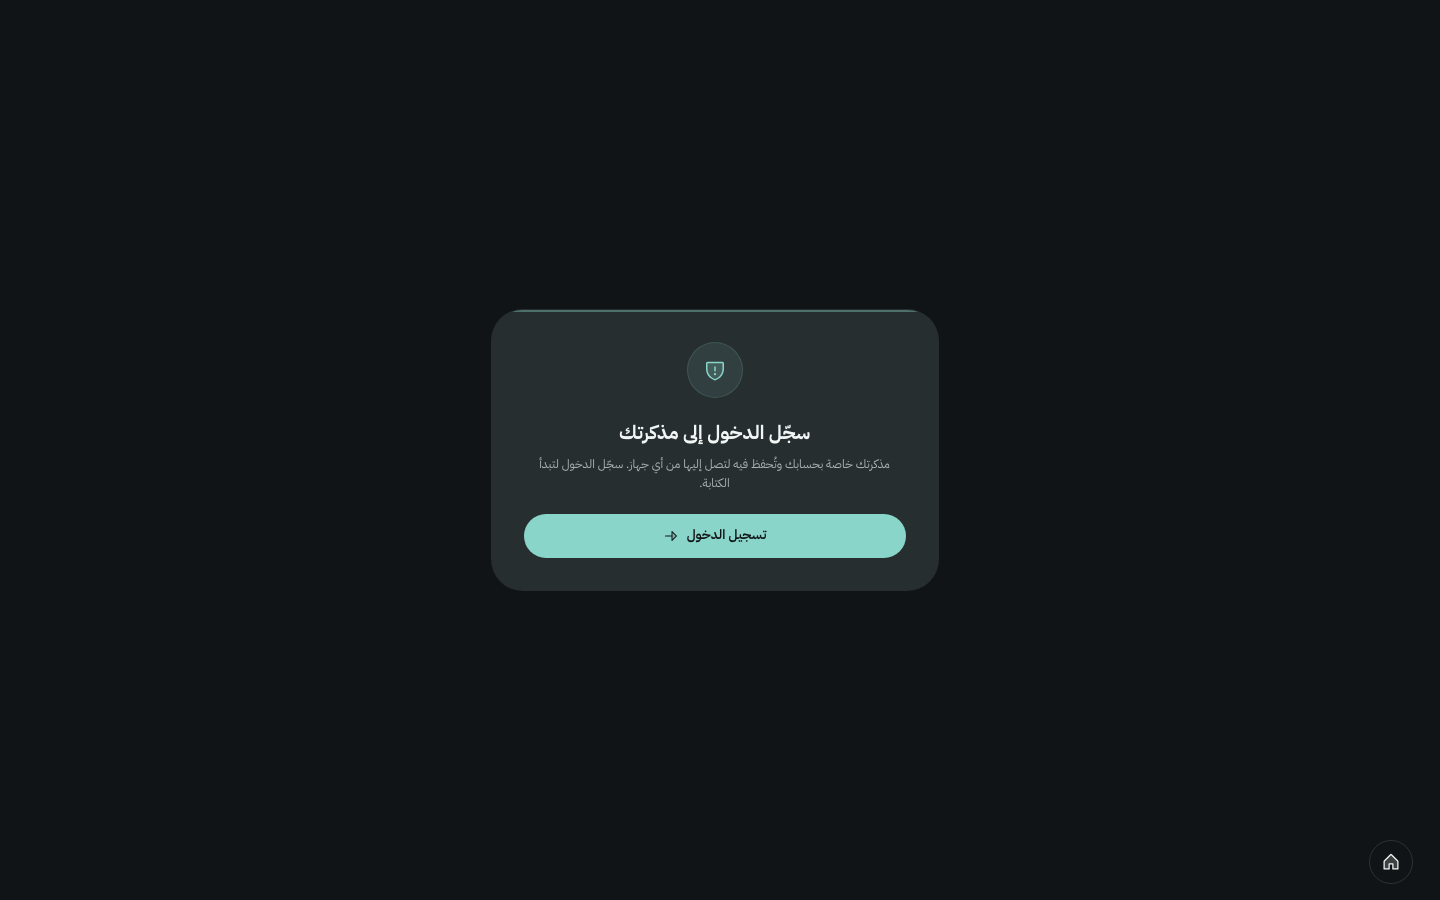 سجّل الدخول إلى مذكرتك
مذكرتك خاصة بحسابك وتُحفظ فيه لتصل إليها من أي جهاز. سجّل الدخول لتبدأ
الكتابة.
تسجيل الدخول